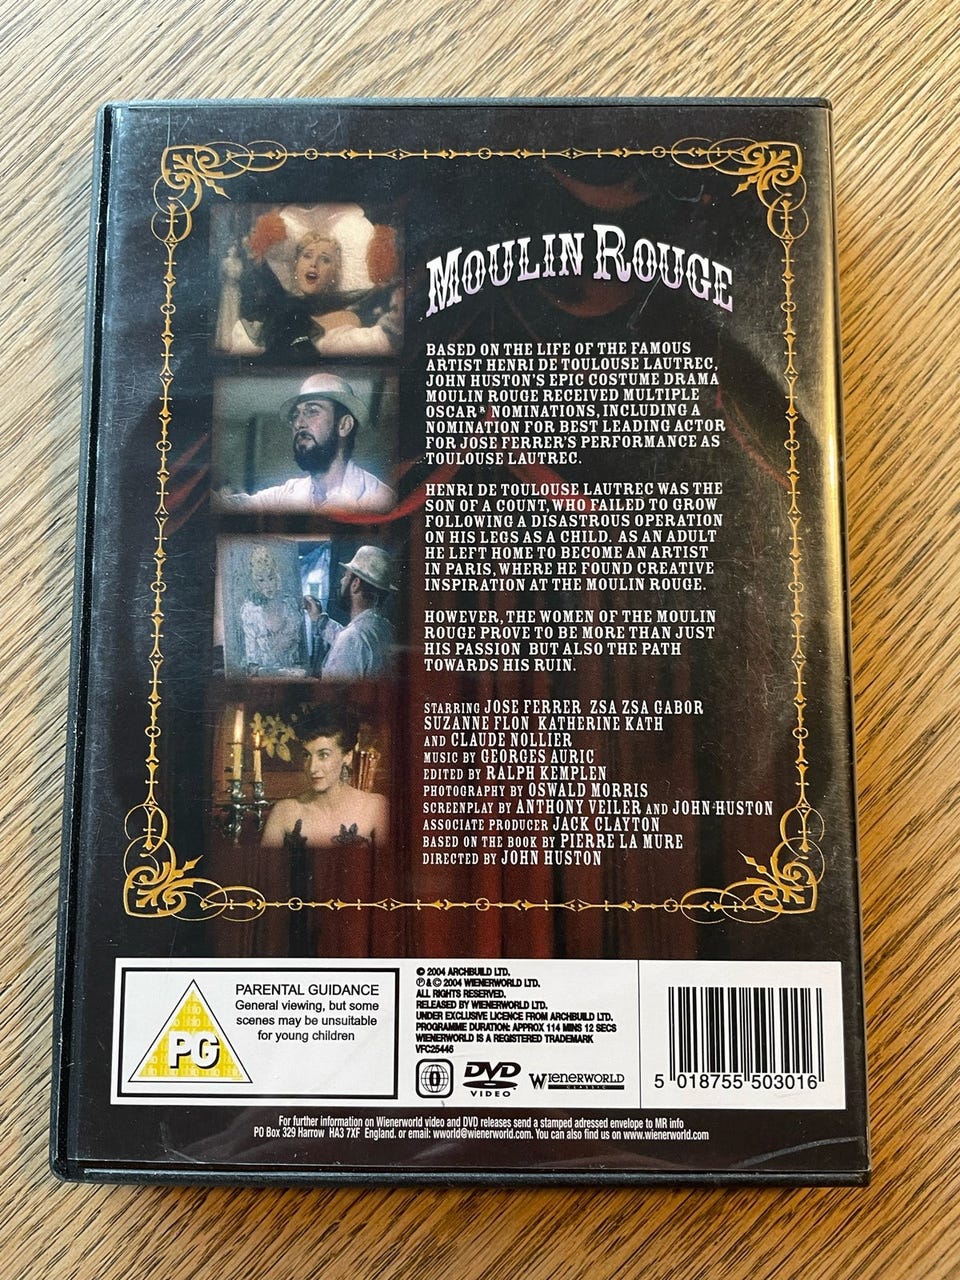 MOULIN ROUGE
BASED ON THE LIFE OF THE FAMOUS
ARTIST HENRI DE TOULOUSE LAUTREC,
JOHN HUSTON'S EPIC COSTUME DRAMA
MOULIN ROUGE RECEIVED MULTIPLE
OSCAR® NOMINATIONS, INCLUDING A
NOMINATION FOR BEST LEADING ACTOR
FOR JOSE FERRER'S PERFORMANCE AS
TOULOUSE LAUTREC.
HENRI DE TOULOUSE LAUTREC WAS THE
SON OF A COUNT, WHO FAILED TO GROW
FOLLOWING A DISASTROUS OPERATION
ON HIS LEGS AS A CHILD. AS AN ADULT
HE LEFT HOME TO BECOME AN ARTIST
IN PARIS, WHERE HE FOUND CREATIVE
INSPIRATION AT THE MOULIN ROUGE.
HOWEVER, THE WOMEN OF THE MOULIN
ROUGE PROVE TO BE MORE THAN JUST
HIS PASSION BUT ALSO THE PATH
TOWARDS HIS RUIN.
STARRING JOSE FERRER ZSA ZSA GABOR
SUZANNE FLON KATHERINE KATH
AND CLAUDE NOLLIER
MUSIC BY GEORGES AURIC
EDITED BY RALPH KEMPLEN
PHOTOGRAPHY BY OSWALD MORRIS
SCREENPLAY BY ANTHONY VEILER AND JOHN HUSTON
ASSOCIATE PRODUCER JACK CLAYTON
BASED ON THE BOOK BY PIERRE LA MURE
DIRECTED BY JOHN HUSTON
PG
PARENTAL GUIDANCE
General viewing, but some
scenes may be unsuitable
for young children
© 2004 ARCHBUILD LTD.
℗ & © 2004 WIENERWORLD LTD.
ALL RIGHTS RESERVED.
RELEASED BY WIENERWORLD LTD.
UNDER EXCLUSIVE LICENCE FROM ARCHBUILD LTD.
PROGRAMME DURATION: APPROX 114 MINS 12 SECS
WIENERWORLD IS A REGISTERED TRADEMARK
VFC25446
0 DVD VIDEO WIENERWORLD CLASSIC
5 018755 503016
For further information on Wienerworld video and DVD releases send a stamped adressed envelope to MR info
PO Box 329 Harrow HA3 7XF England. or email: wworld@wienerworld.com. You can also find us on www.wienerworld.com